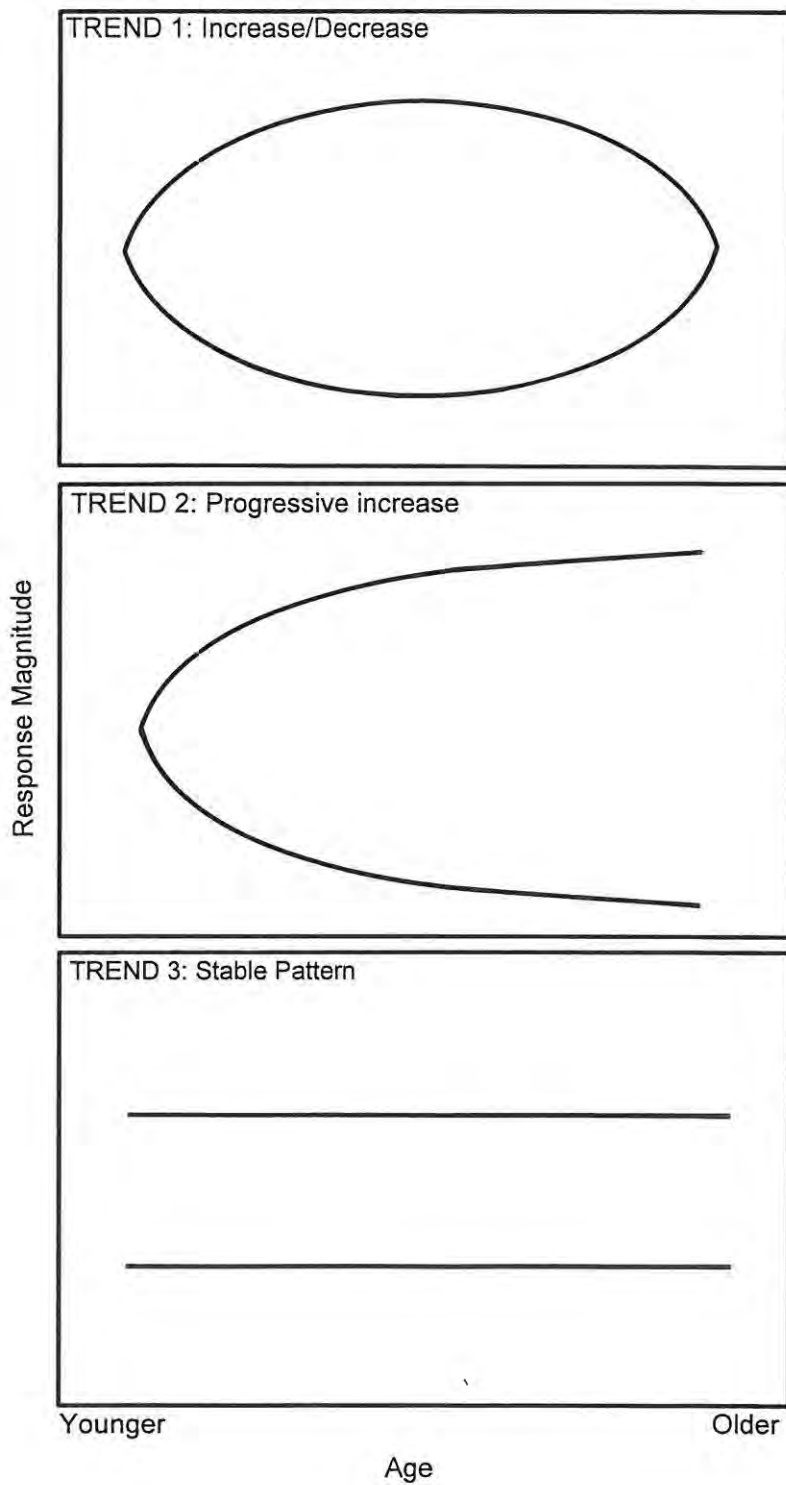 TREND 1: Increase/Decrease
TREND 2: Progressive increase
Response Magnitude
TREND 3: Stable Pattern
Younger
Older
Age